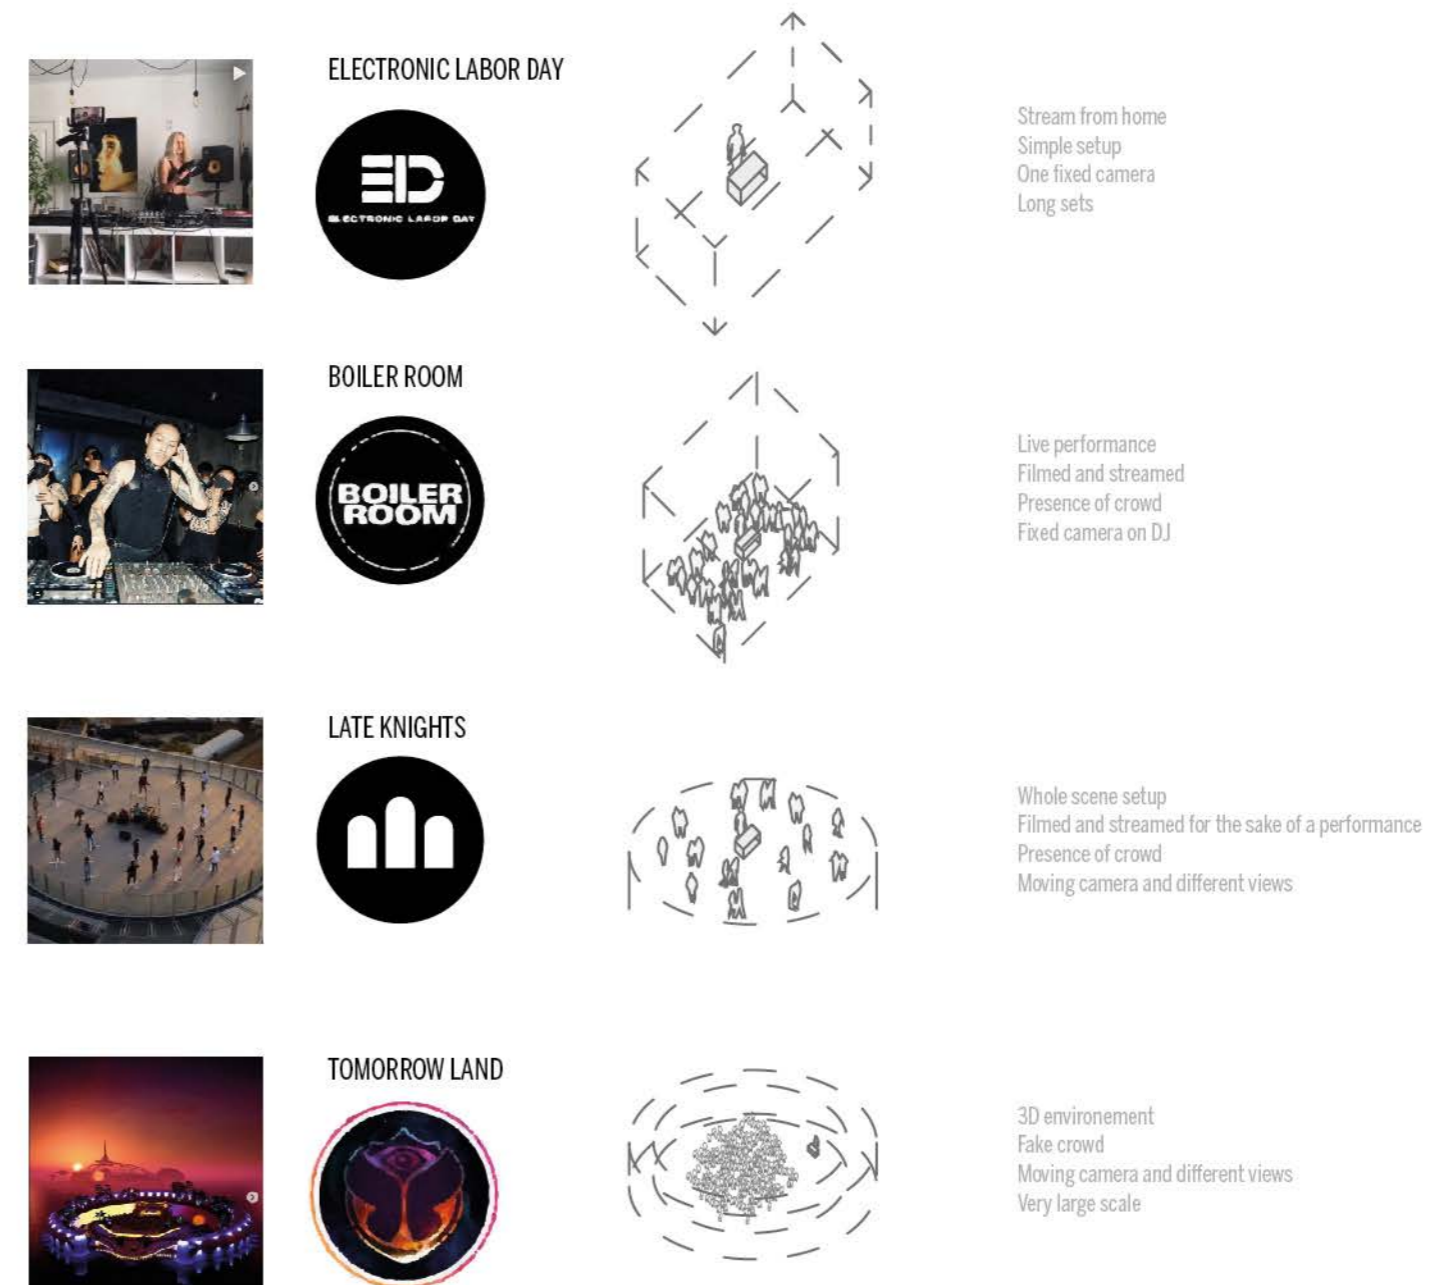 ELECTRONIC LABOR DAY
ELECTRONIC LABOR DAY
Stream from home
Simple setup
One fixed camera
Long sets
BOILER ROOM
BOILER
ROOM
Live performance
Filmed and streamed
Presence of crowd
Fixed camera on DJ
LATE KNIGHTS
Whole scene setup
Filmed and streamed for the sake of a performance
Presence of crowd
Moving camera and different views
TOMORROW LAND
3D environement
Fake crowd
Moving camera and different views
Very large scale